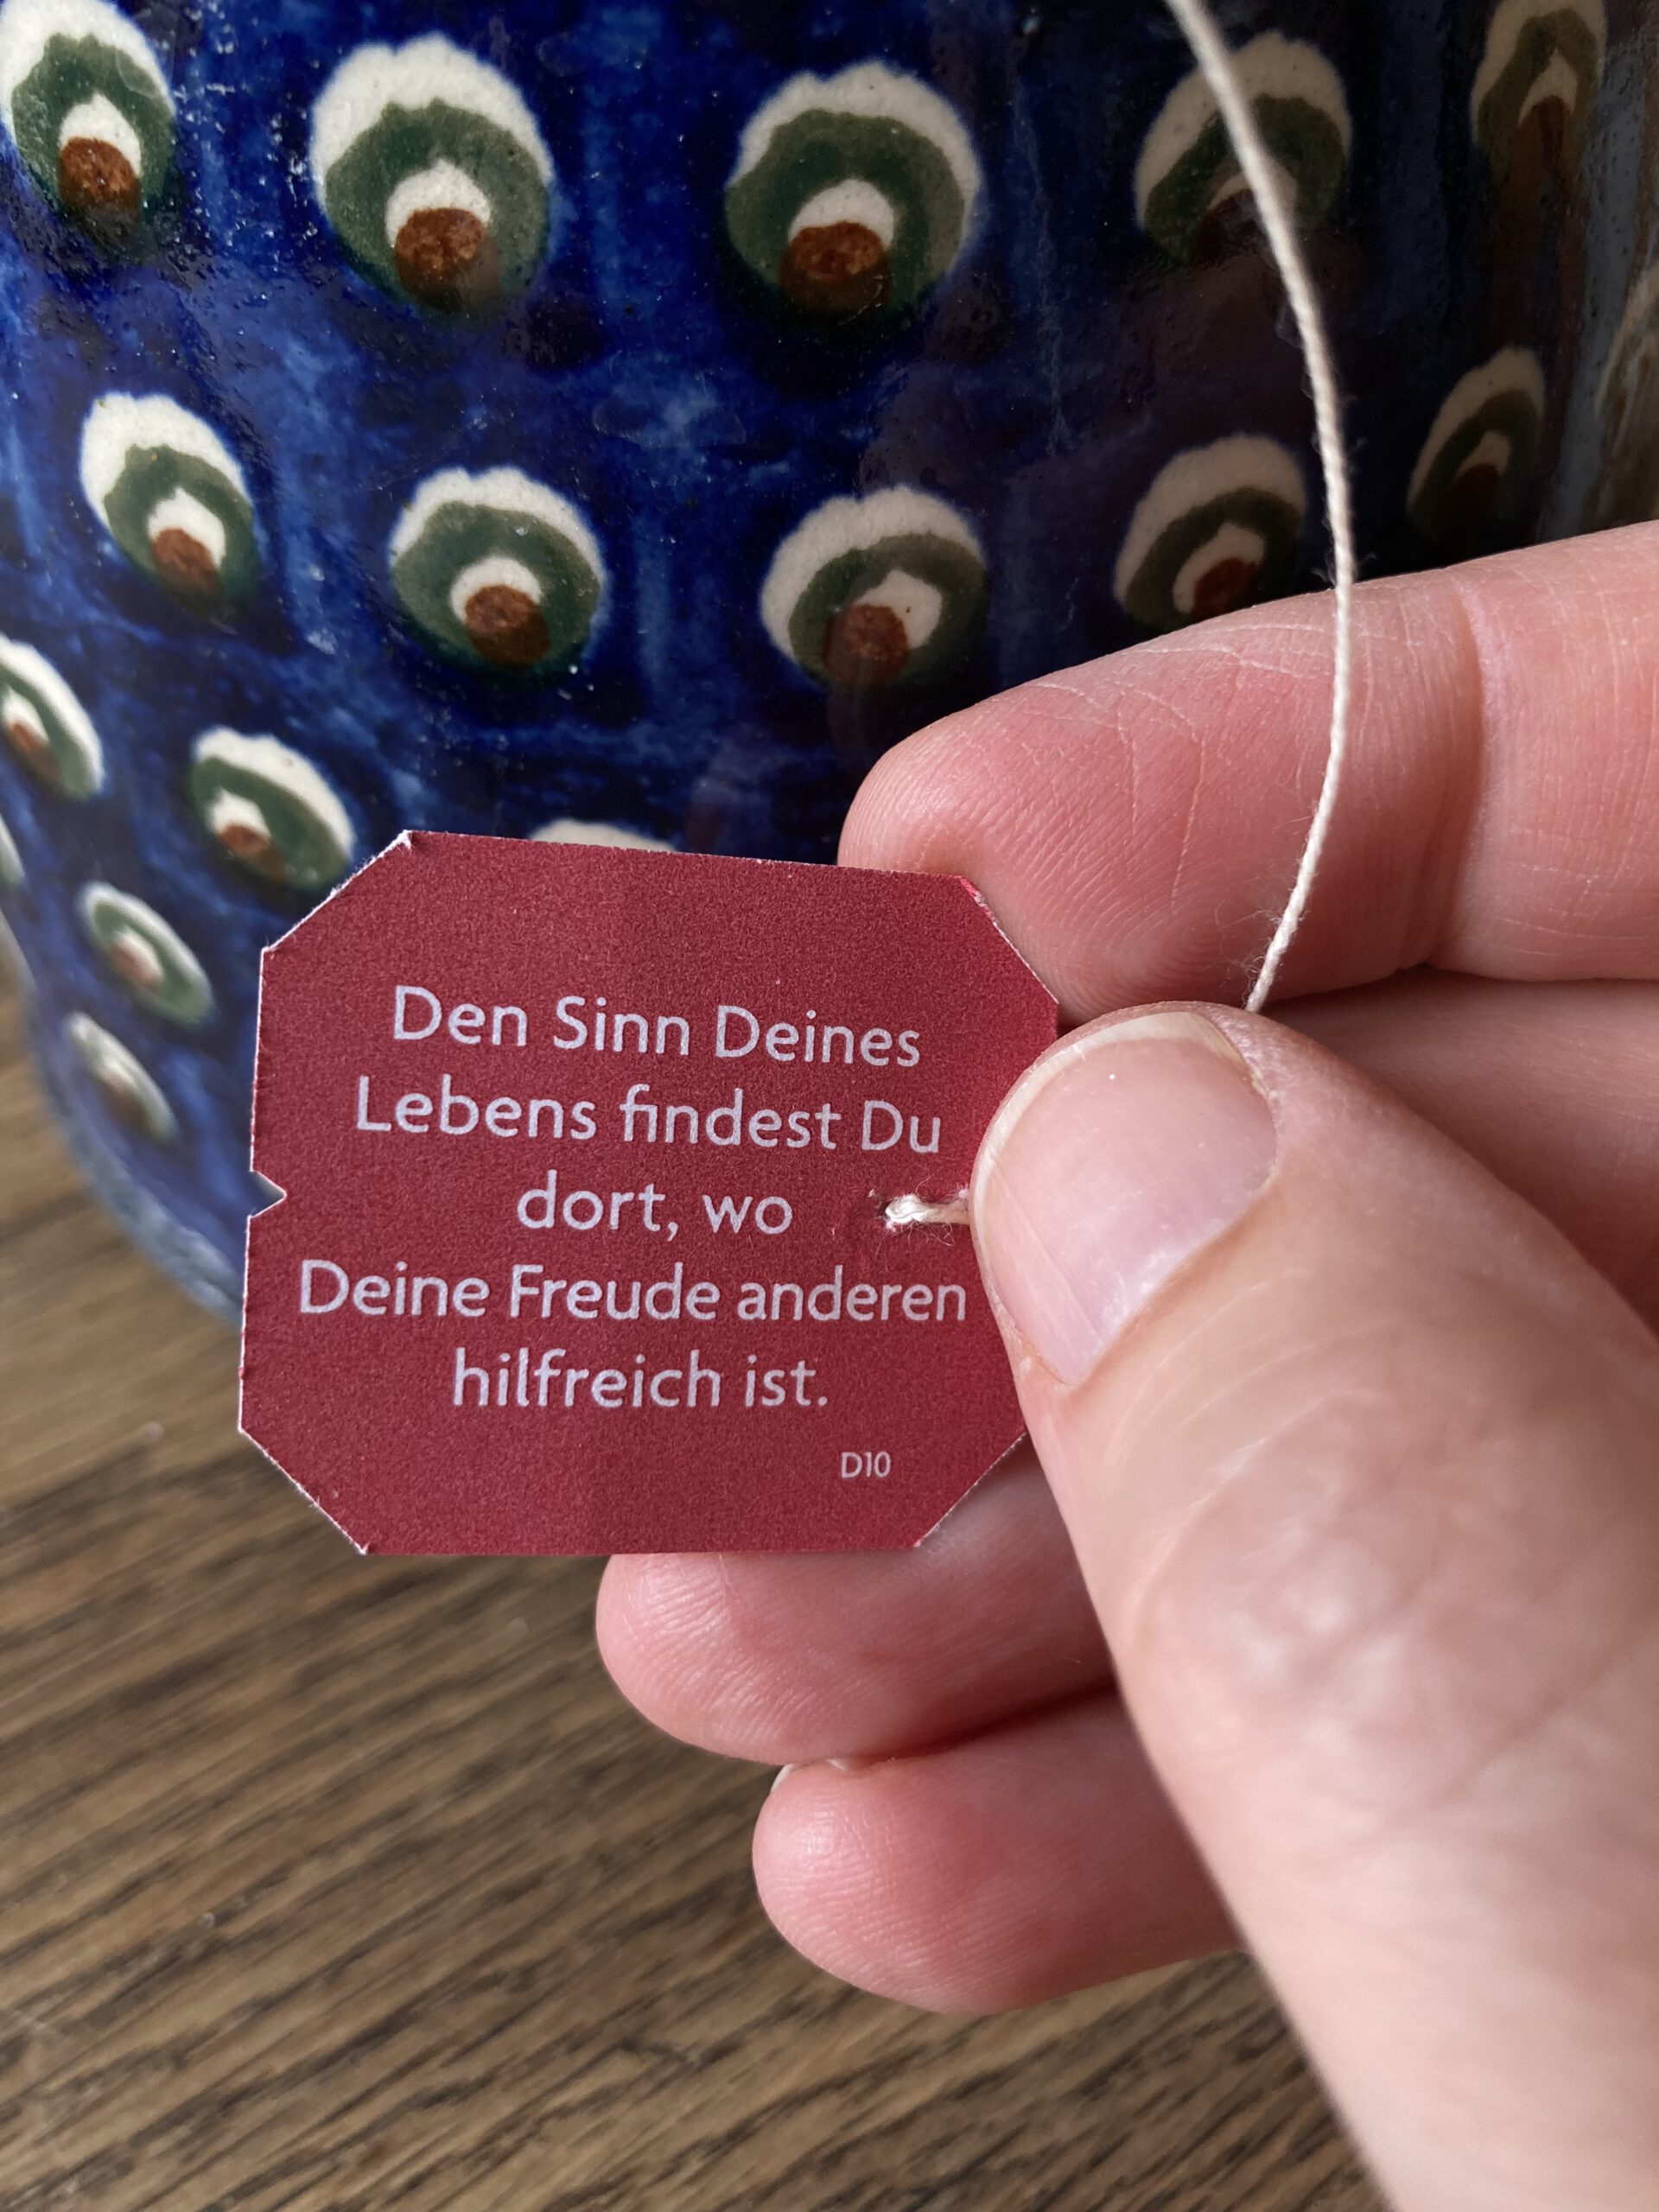 Den Sinn Deines
Lebens findest Du
dort, wo
Deine Freude anderen
hilfreich ist.
D10